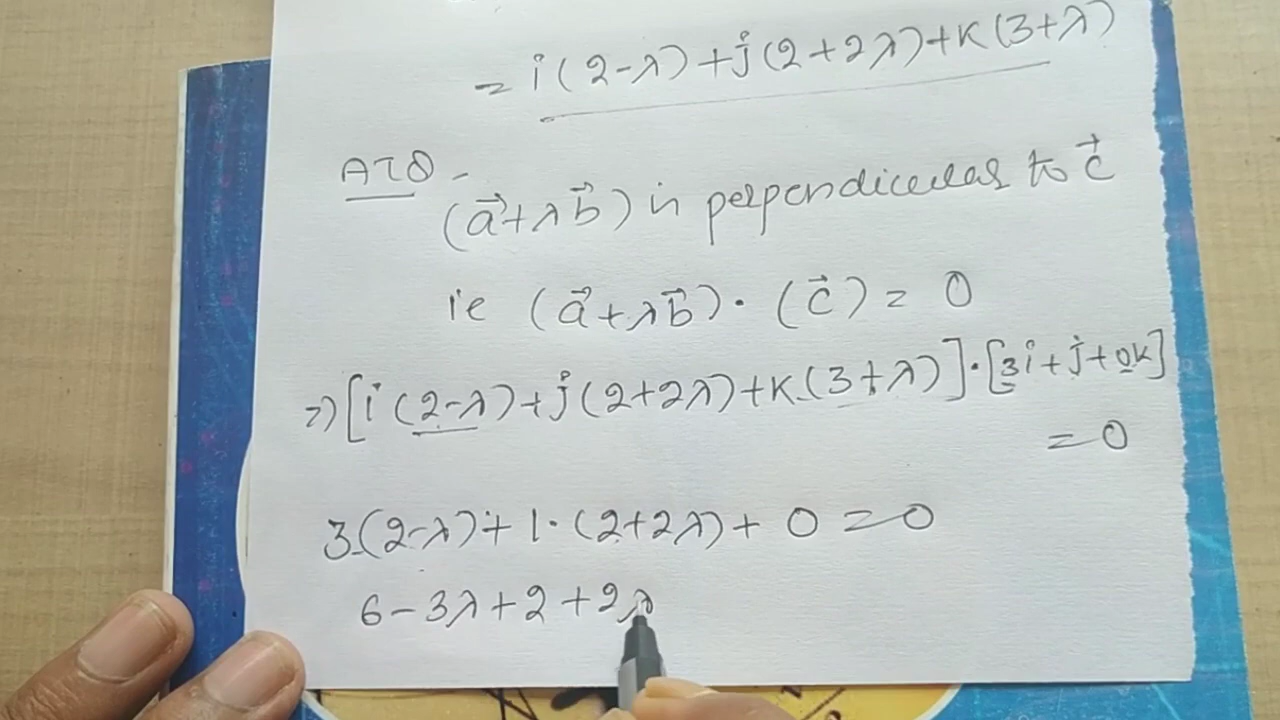 = i(2-λ)+j(2+2λ)+k(3+λ)
ATQ -
(a⃗+λb⃗) is perpendicular to c⃗
ie (a⃗+λb⃗)·(c⃗) = 0
=) [i(2-λ)+j(2+2λ)+k(3+λ)]·[3i+j+0k]
=0
3(2-λ)+1·(2+2λ)+0=0
6-3λ+2+2λ